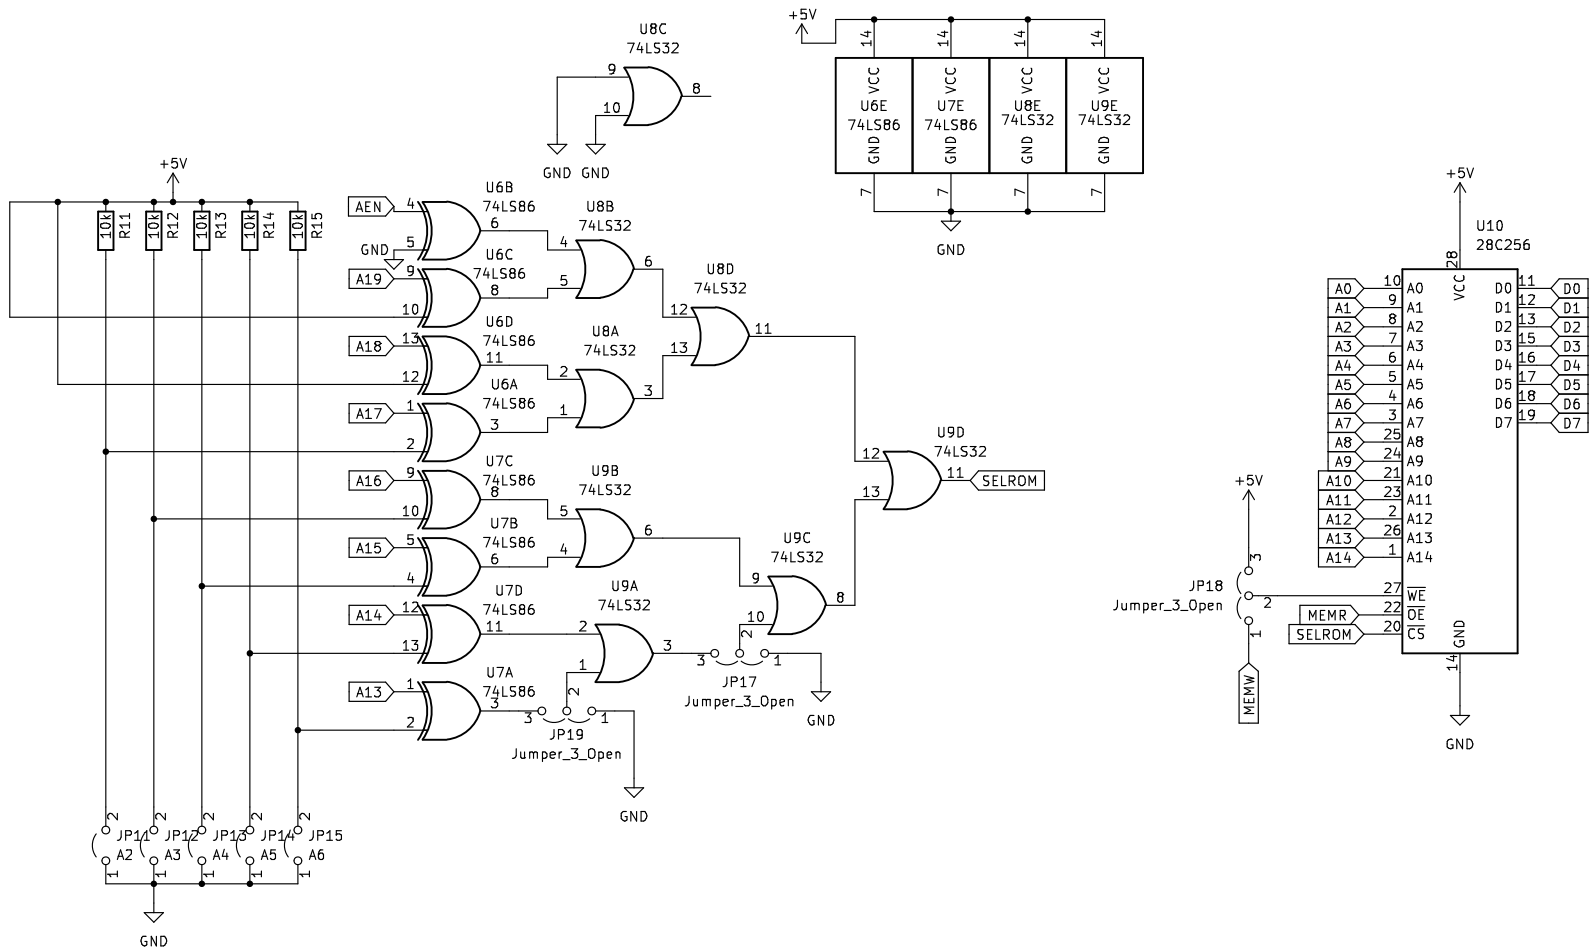 U8C
74LS32
9
10
8
GND
GND
+5V
14
14
14
14
VCC
VCC
VCC
VCC
U6E
74LS86
U7E
74LS86
U8E
74LS32
U9E
74LS32
GND
GND
GND
GND
7
7
7
7
GND
+5V
10k
R11
10k
R12
10k
R13
10k
R14
10k
R15
AEN
4
GND
5
U6B
74LS86
6
A19
9
10
U6C
74LS86
8
A18
13
12
U6D
74LS86
11
A17
1
2
U6A
74LS86
3
A16
9
10
U7C
74LS86
8
A15
5
4
U7B
74LS86
6
A14
12
13
U7D
74LS86
11
A13
1
2
U7A
74LS86
3
U8B
74LS32
4
5
6
U8A
74LS32
2
1
3
U8D
74LS32
12
13
11
U9B
74LS32
5
4
6
U9A
74LS32
2
1
3
U9C
74LS32
9
10
8
U9D
74LS32
12
13
11
SELROM
3
2
1
JP17
Jumper_3_Open
GND
3
2
1
JP19
Jumper_3_Open
GND
2
JP11
A2
1
2
JP12
A3
1
2
JP13
A4
1
2
JP14
A5
1
2
JP15
A6
1
GND
+5V
3
JP18
Jumper_3_Open
2
1
MEMW
+5V
U10
28C256
28
VCC
A0 10 A0
A1 9 A1
A2 8 A2
A3 7 A3
A4 6 A4
A5 5 A5
A6 4 A6
A7 3 A7
A8 25 A8
A9 24 A9
A10 21 A10
A11 23 A11
A12 2 A12
A13 26 A13
A14 1 A14
27 WE
MEMR 22 OE
SELROM 20 CS
D0 11 D0
D1 12 D1
D2 13 D2
D3 15 D3
D4 16 D4
D5 17 D5
D6 18 D6
D7 19 D7
GND
14
GND